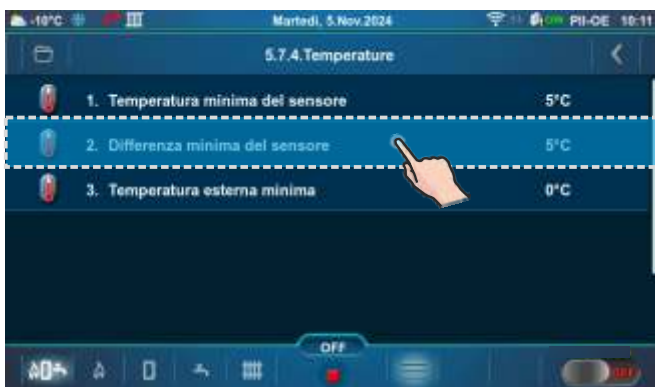 -10°C Martedì, 5.Nov.2024 PII-OE 10:11
5.7.4.Temperature
1. Temperatura minima del sensore 5°C
2. Differenza minima del sensore 5°C
3. Temperatura esterna minima 0°C
OFF
OFF